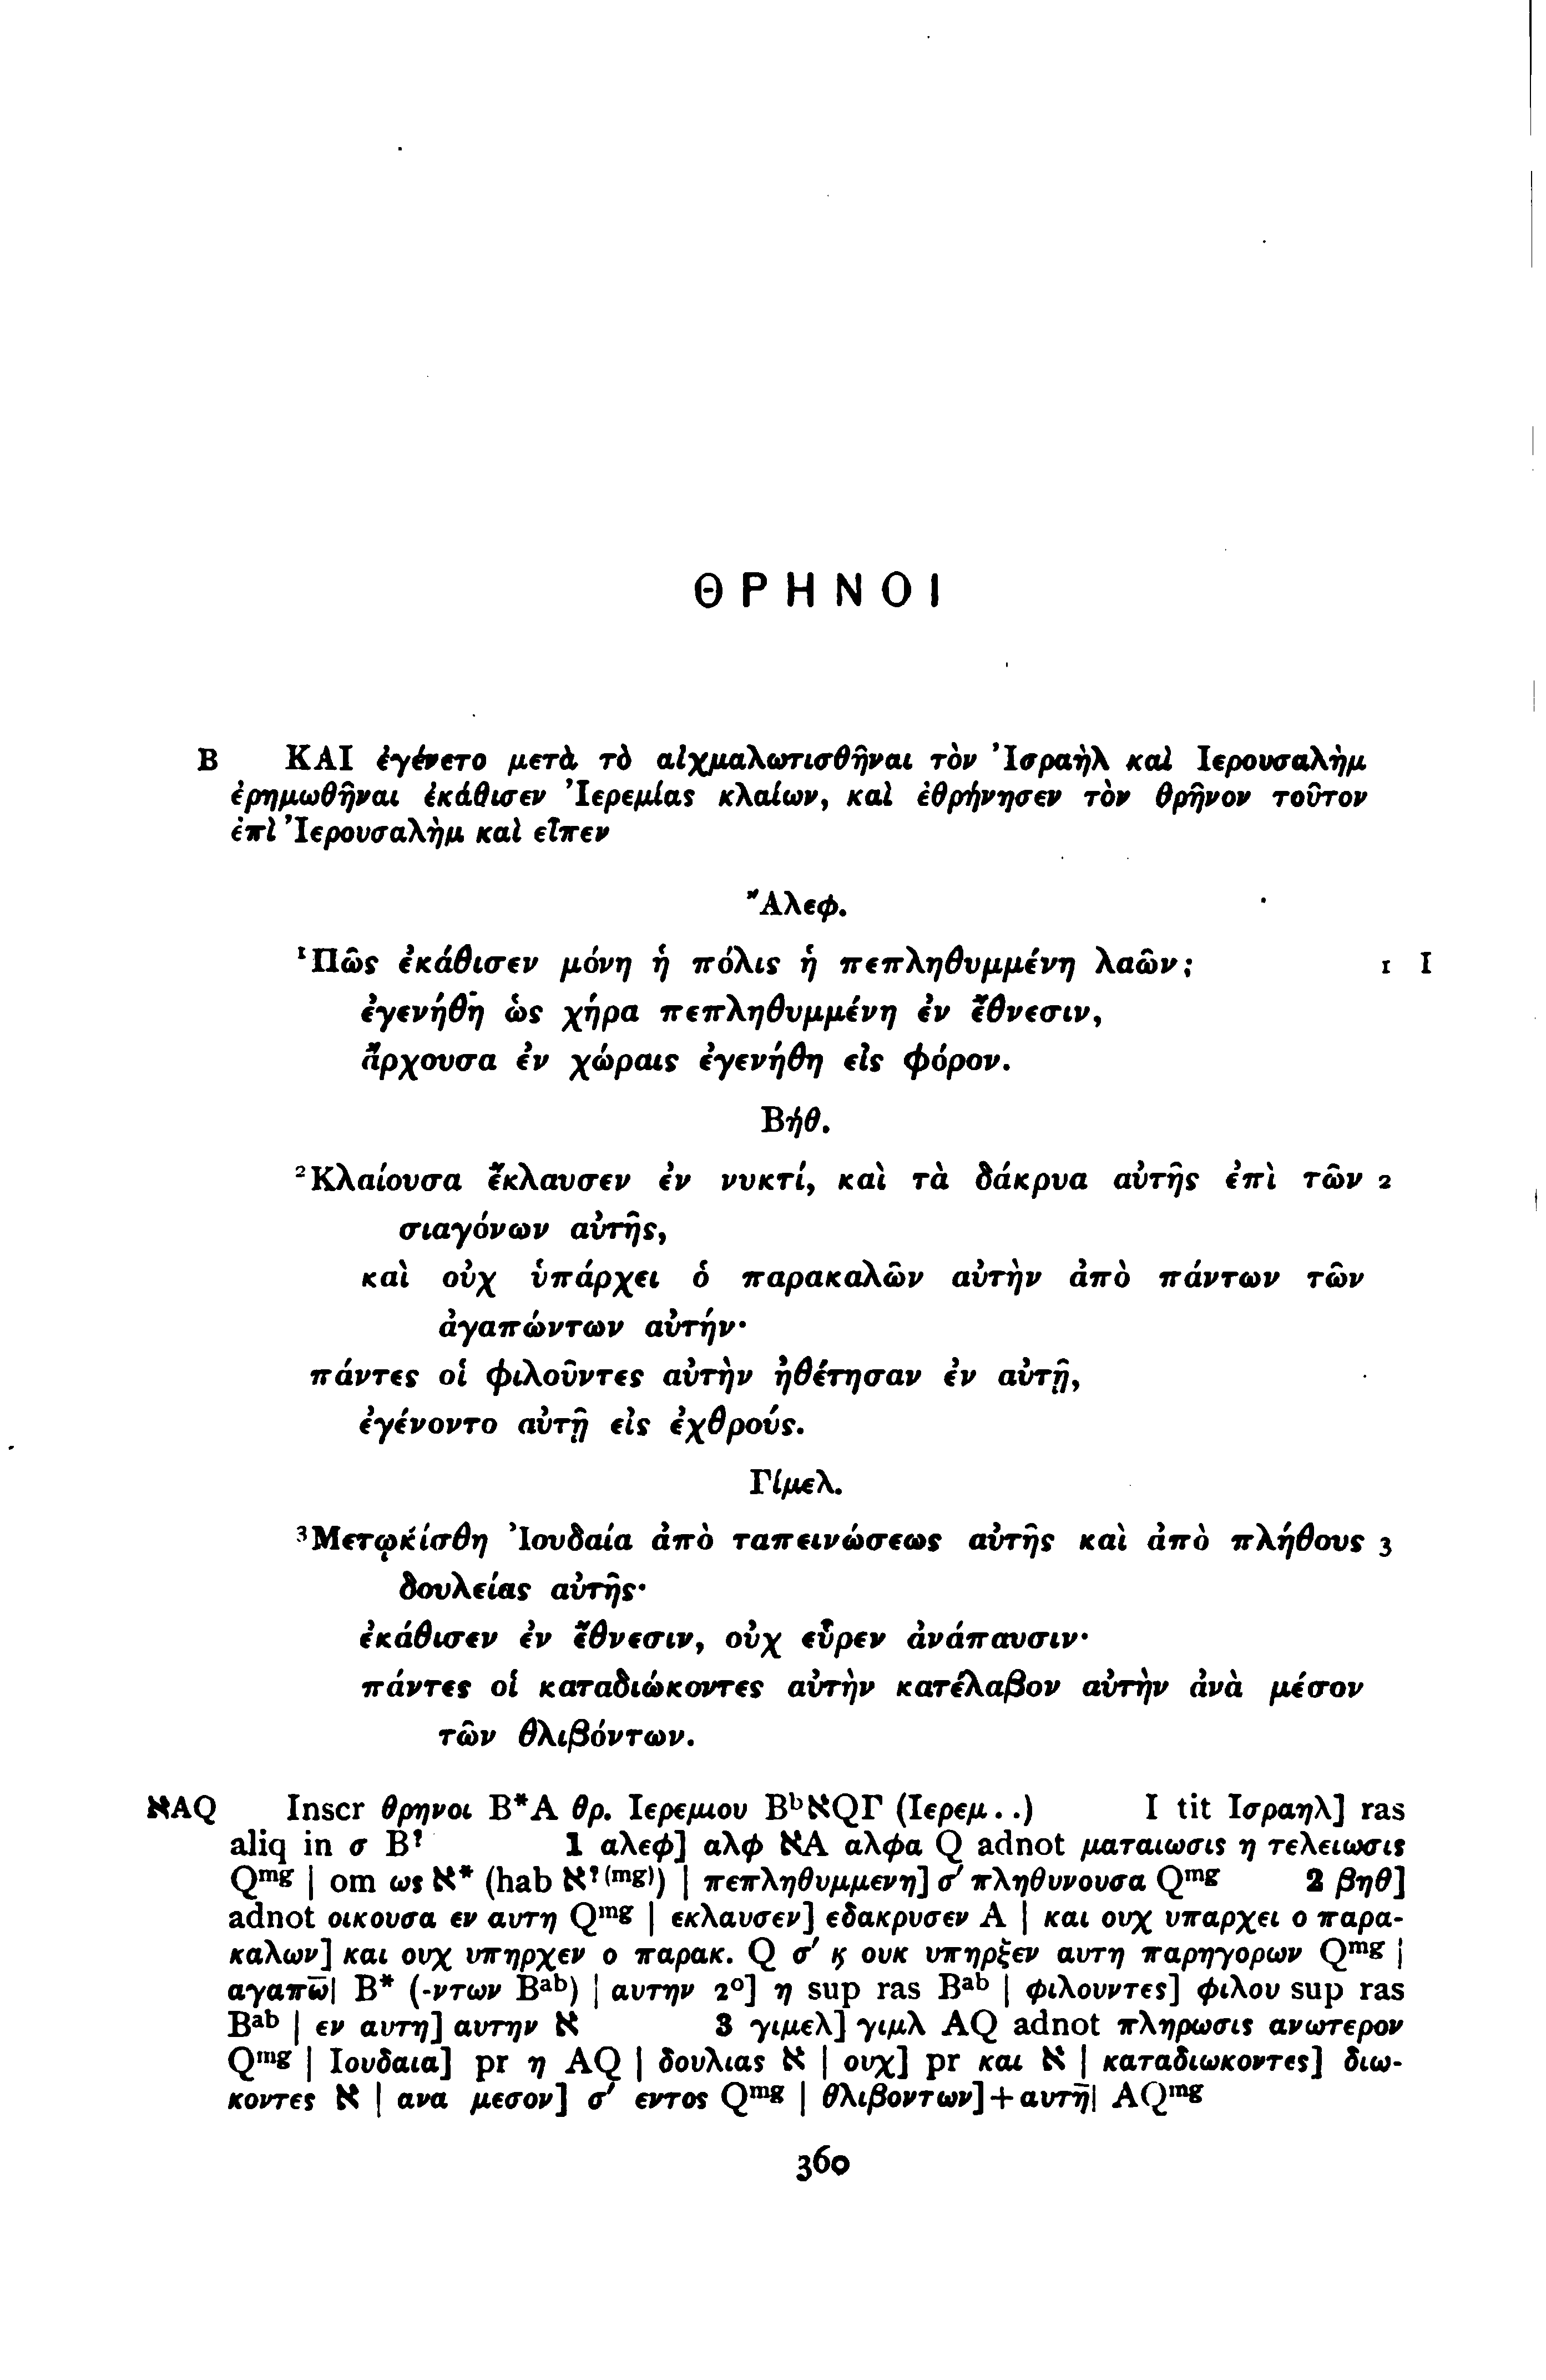 ΘΡΗΝΟΙ
B ΚΑΙ ἐγένετο μετὰ τὸ αἰχμαλωτισθῆναι τὸν Ἰσραὴλ καὶ Ιερουσαλὴμ
ἐρημωθῆναι ἐκάθισεν Ἰερεμίας κλαίων, καὶ ἐθρήνησεν τὸν θρῆνον τοῦτον
ἐπὶ Ἰερουσαλὴμ καὶ εἶπεν
Ἄλεφ.
¹Πῶς ἐκάθισεν μόνη ἡ πόλις ἡ πεπληθυμμένη λαῶν; 1 I
ἐγενήθη ὡς χήρα πεπληθυμμένη ἐν ἔθνεσιν,
ἄρχουσα ἐν χώραις ἐγενήθη εἰς φόρον.
Βήθ.
²Κλαίουσα ἔκλαυσεν ἐν νυκτί, καὶ τὰ δάκρυα αὐτῆς ἐπὶ τῶν 2
σιαγόνων αὐτῆς,
καὶ οὐχ ὑπάρχει ὁ παρακαλῶν αὐτὴν ἀπὸ πάντων τῶν
ἀγαπώντων αὐτήν·
πάντες οἱ φιλοῦντες αὐτὴν ἠθέτησαν ἐν αὐτῇ,
ἐγένοντο αὐτῇ εἰς ἐχθρούς.
Γίμελ.
³Μετῳκίσθη Ἰουδαία ἀπὸ ταπεινώσεως αὐτῆς καὶ ἀπὸ πλήθους 3
δουλείας αὐτῆς·
ἐκάθισεν ἐν ἔθνεσιν, οὐχ εὗρεν ἀνάπαυσιν·
πάντες οἱ καταδιώκοντες αὐτὴν κατέλαβον αὐτὴν ἀνὰ μέσον
τῶν θλιβόντων.
אAQ Inscr θρηνοι B*A θρ. Ιερεμιου BᵇאQΓ (Ιερεμ..) I tit Ισραηλ] ras
aliq in σ B? 1 αλεφ] αλφ אA αλφα Q adnot ματαιωσις η τελειωσις
Qᵐᵍ | om ως א* (hab א?⁽ᵐᵍ⁾) | πεπληθυμμενη] σ′ πληθυνουσα Qᵐᵍ 2 βηθ]
adnot οικουσα εν αυτη Qᵐᵍ | εκλαυσεν] εδακρυσεν A | και ουχ υπαρχει ο παρα-
καλων] και ουχ υπηρχεν ο παρακ. Q σ′ ϗ ουκ υπηρξεν αυτη παρηγορων Qᵐᵍ |
αγαπω̄| B* (-ντων Bᵃᵇ) | αυτην 2°] η sup ras Bᵃᵇ | φιλουντες] φιλου sup ras
Bᵃᵇ | εν αυτη] αυτην א 3 γιμελ] γιμλ AQ adnot πληρωσις ανωτερον
Qᵐᵍ | Ιουδαια] pr η AQ | δουλιας א | ουχ] pr και א | καταδιωκοντες] διω-
κοντες א | ανα μεσον] σ′ εντος Qᵐᵍ | θλιβοντων]+αυτη̄| AQᵐᵍ
360